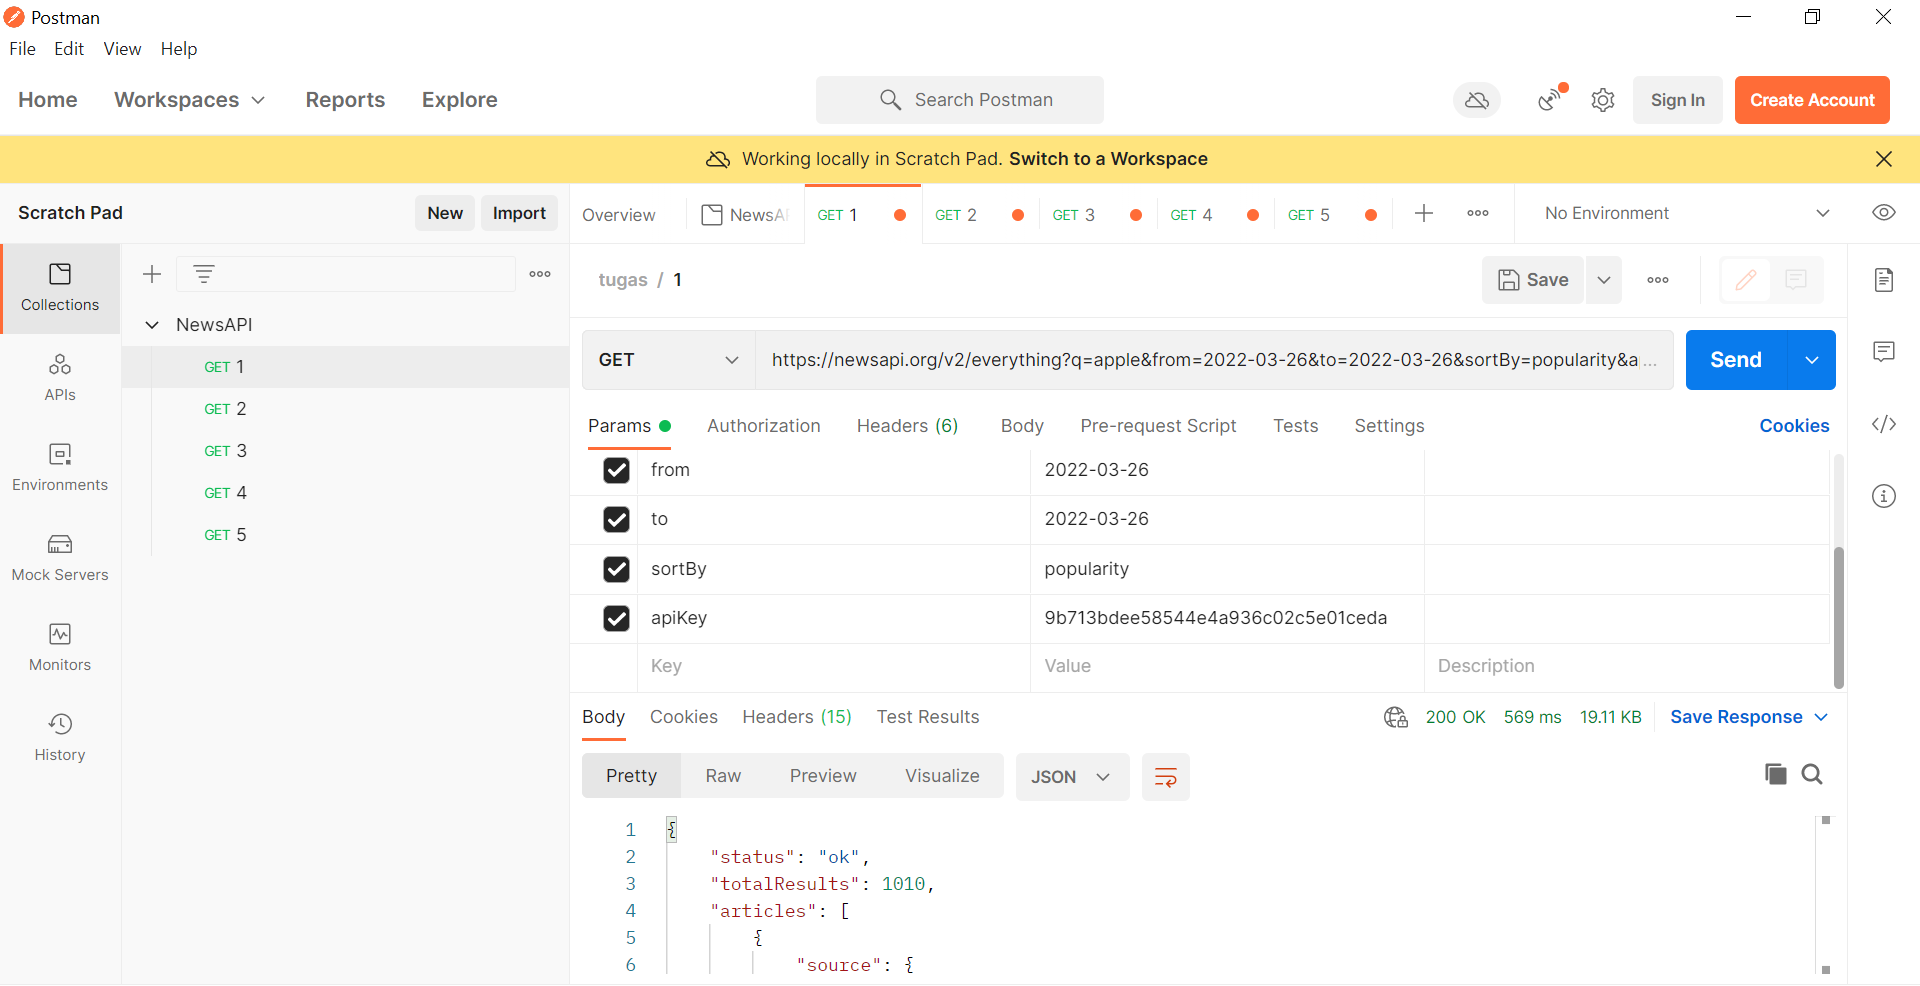 Postman
File Edit View Help
Home Workspaces Reports Explore Search Postman Sign In Create Account
Working locally in Scratch Pad. Switch to a Workspace
Scratch Pad New Import Overview NewsAP GET 1 GET 2 GET 3 GET 4 GET 5 No Environment
tugas / 1 Save
Collections
NewsAPI
GET 1
GET 2
GET 3
GET 4
GET 5
APIs
Environments
Mock Servers
Monitors
History
GET https://newsapi.org/v2/everything?q=apple&from=2022-03-26&to=2022-03-26&sortBy=popularity&a... Send
Params Authorization Headers (6) Body Pre-request Script Tests Settings Cookies
from 2022-03-26
to 2022-03-26
sortBy popularity
apiKey 9b713bdee58544e4a936c02c5e01ceda
Key Value Description
Body Cookies Headers (15) Test Results 200 OK 569 ms 19.11 KB Save Response
Pretty Raw Preview Visualize JSON
1 {
2 "status": "ok",
3 "totalResults": 1010,
4 "articles": [
5 {
6 "source": {